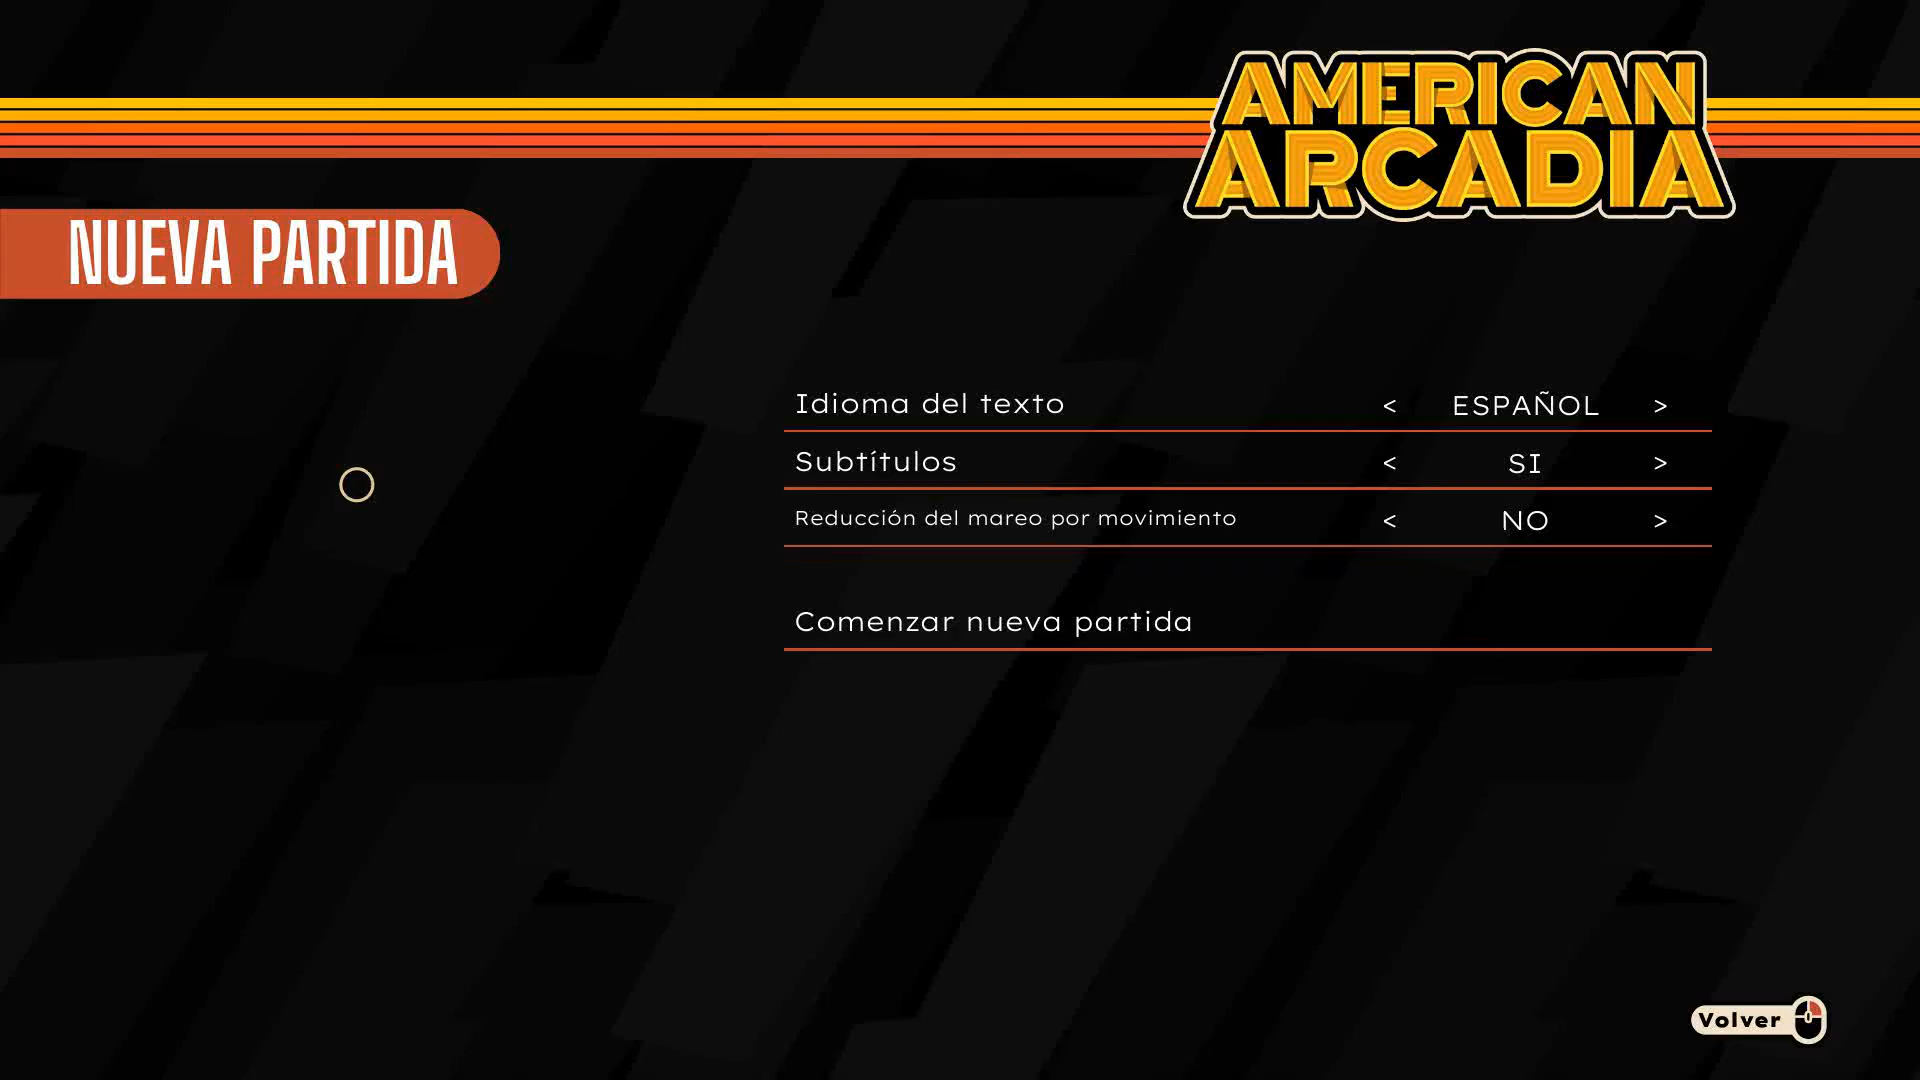 AMERICAN
ARCADIA
NUEVA PARTIDA
Idioma del texto < ESPAÑOL >
Subtítulos < SI >
Reducción del mareo por movimiento < NO >
Comenzar nueva partida
Volver